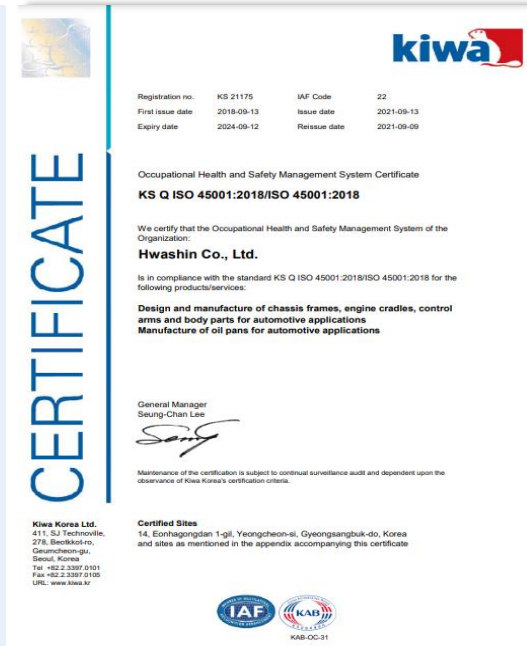 kiwa
Registration no. KS 21175 IAF Code 22
First issue date 2018-09-13 Issue date 2021-09-13
Expiry date 2024-09-12 Reissue date 2021-09-09
CERTIFICATE
Occupational Health and Safety Management System Certificate
KS Q ISO 45001:2018/ISO 45001:2018
We certify that the Occupational Health and Safety Management System of the
Organization:
Hwashin Co., Ltd.
Is in compliance with the standard KS Q ISO 45001:2018/ISO 45001:2018 for the
following products/services:
Design and manufacture of chassis frames, engine cradles, control
arms and body parts for automotive applications
Manufacture of oil pans for automotive applications
General Manager
Seung-Chan Lee
Maintenance of the certification is subject to continual surveillance audit and dependent upon the
observance of Kiwa Korea's certification criteria.
Kiwa Korea Ltd.
411, SJ Technoville,
278, Beotkkot-ro,
Geumcheon-gu,
Seoul, Korea
Tel +82.2.3397.0101
Fax +82.2.3397.0105
URL: www.kiwa.kr
Certified Sites
14, Eonhagongdan 1-gil, Yeongcheon-si, Gyeongsangbuk-do, Korea
and sites as mentioned in the appendix accompanying this certificate
IAF
KAB
KAB-OC-31